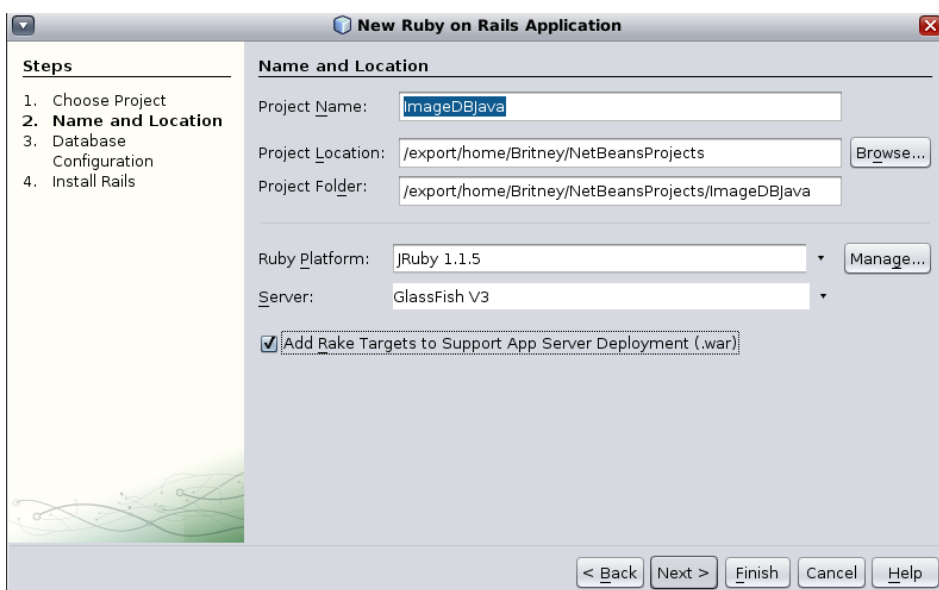 New Ruby on Rails Application
Steps
1. Choose Project
2. Name and Location
3. Database
Configuration
4. Install Rails
Name and Location
Project Name: ImageDBJava
Project Location: /export/home/Britney/NetBeansProjects Browse...
Project Folder: /export/home/Britney/NetBeansProjects/ImageDBJava
Ruby Platform: JRuby 1.1.5 Manage...
Server: GlassFish V3
Add Rake Targets to Support App Server Deployment (.war)
< Back Next > Finish Cancel Help